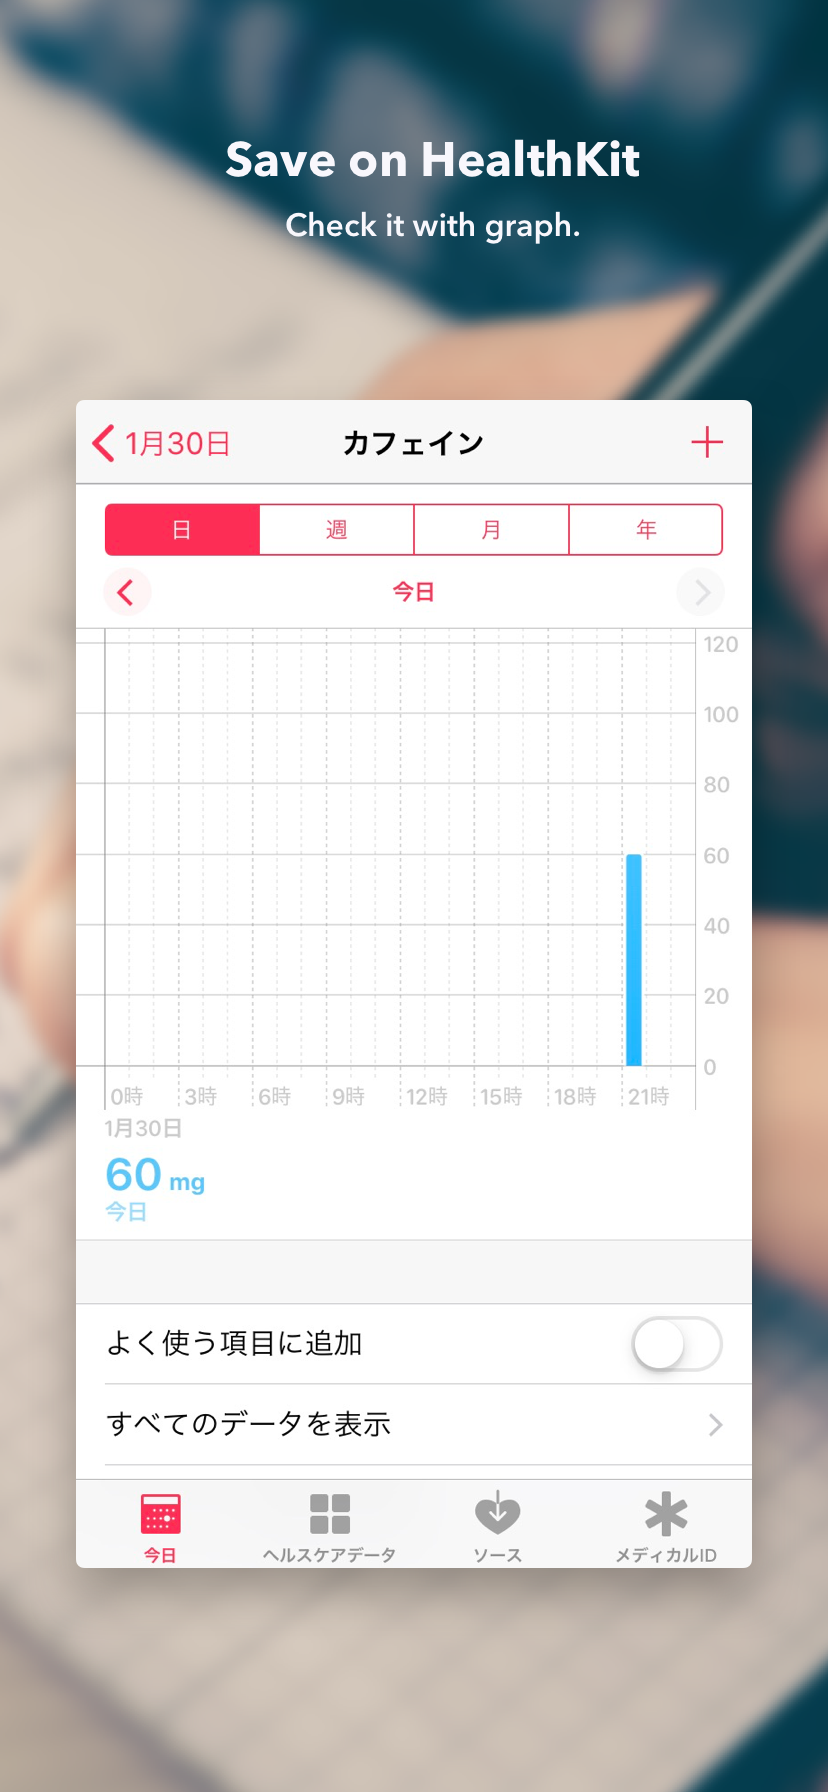 Save on HealthKit
Check it with graph.
1月30日 カフェイン
日 週 月 年
今日
120
100
80
60
40
20
0
0時 3時 6時 9時 12時 15時 18時 21時
1月30日
60 mg
今日
よく使う項目に追加
すべてのデータを表示
今日 ヘルスケアデータ ソース メディカルID